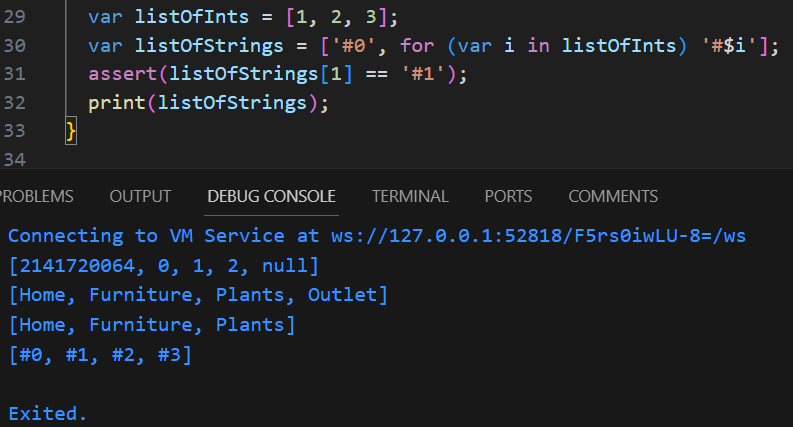 29 var listOfInts = [1, 2, 3];
30 var listOfStrings = ['#0', for (var i in listOfInts) '#$i'];
31 assert(listOfStrings[1] == '#1');
32 print(listOfStrings);
33 }
34
PROBLEMS OUTPUT DEBUG CONSOLE TERMINAL PORTS COMMENTS
Connecting to VM Service at ws://127.0.0.1:52818/F5rs0iwLU-8=/ws
[2141720064, 0, 1, 2, null]
[Home, Furniture, Plants, Outlet]
[Home, Furniture, Plants]
[#0, #1, #2, #3]
Exited.